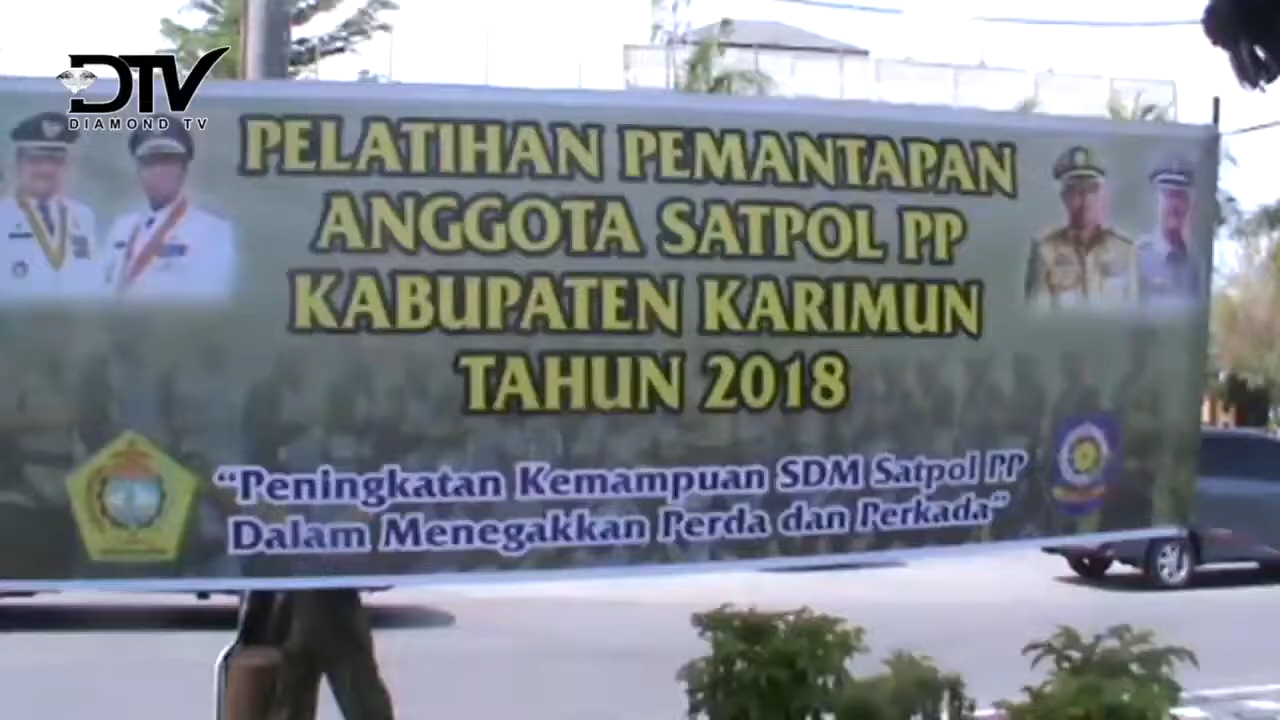 DTV
DIAMOND TV
PELATIHAN PEMANTAPAN
ANGGOTA SATPOL PP
KABUPATEN KARIMUN
TAHUN 2018
"Peningkatan Kemampuan SDM Satpol PP
Dalam Menegakkan Perda dan Perkada"